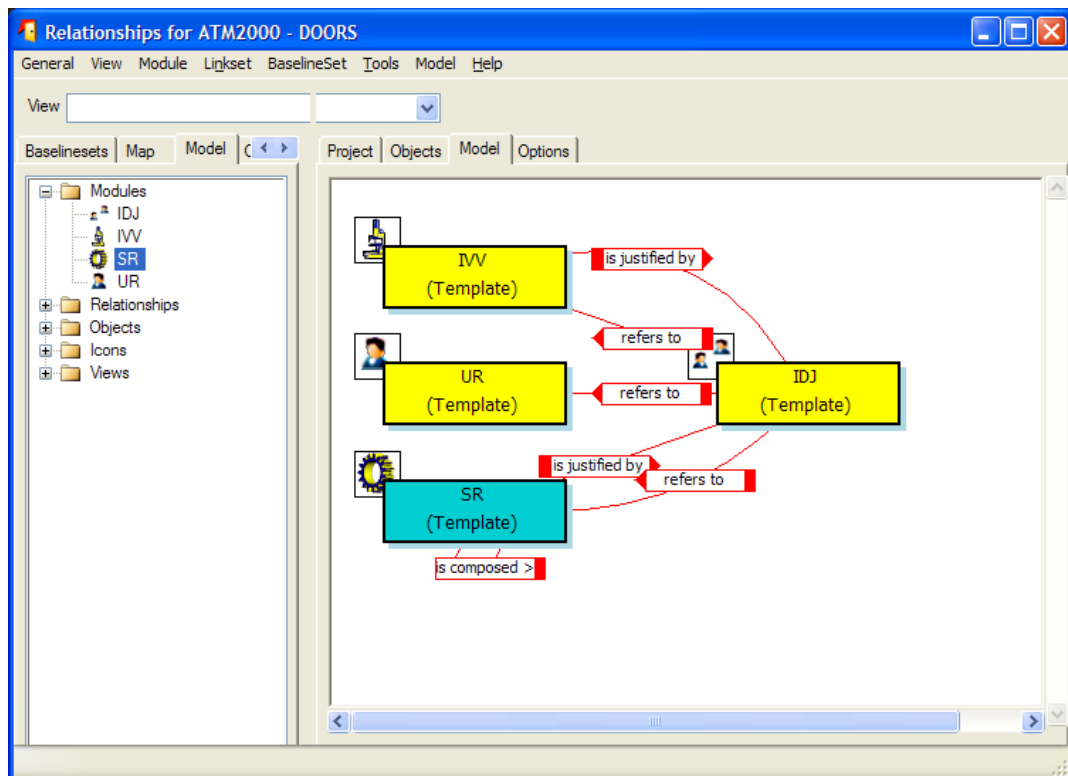 Relationships for ATM2000 - DOORS
General View Module Linkset BaselineSet Tools Model Help
View
Baselinesets Map Model
Project Objects Model Options
Modules
IDJ
IVV
SR
UR
Relationships
Objects
Icons
Views
IVV
(Template)
is justified by
refers to
UR
(Template)
refers to
IDJ
(Template)
is justified by
refers to
SR
(Template)
is composed >